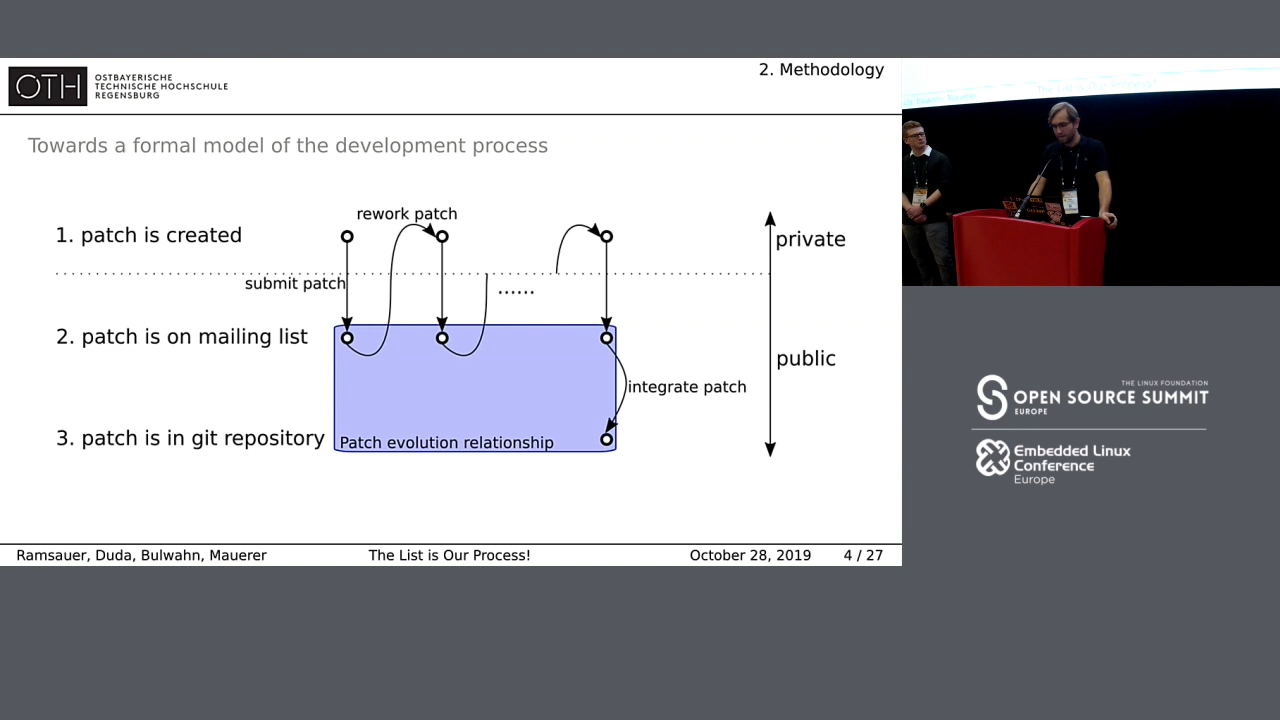 OTH
OSTBAYERISCHE
TECHNISCHE HOCHSCHULE
REGENSBURG
2. Methodology
Towards a formal model of the development process
rework patch
1. patch is created
private
submit patch
......
2. patch is on mailing list
public
integrate patch
3. patch is in git repository
Patch evolution relationship
Ramsauer, Duda, Bulwahn, Mauerer
The List is Our Process!
October 28, 2019
4 / 27
THE LINUX FOUNDATION
OPEN SOURCE SUMMIT
EUROPE
Embedded Linux
Conference
Europe